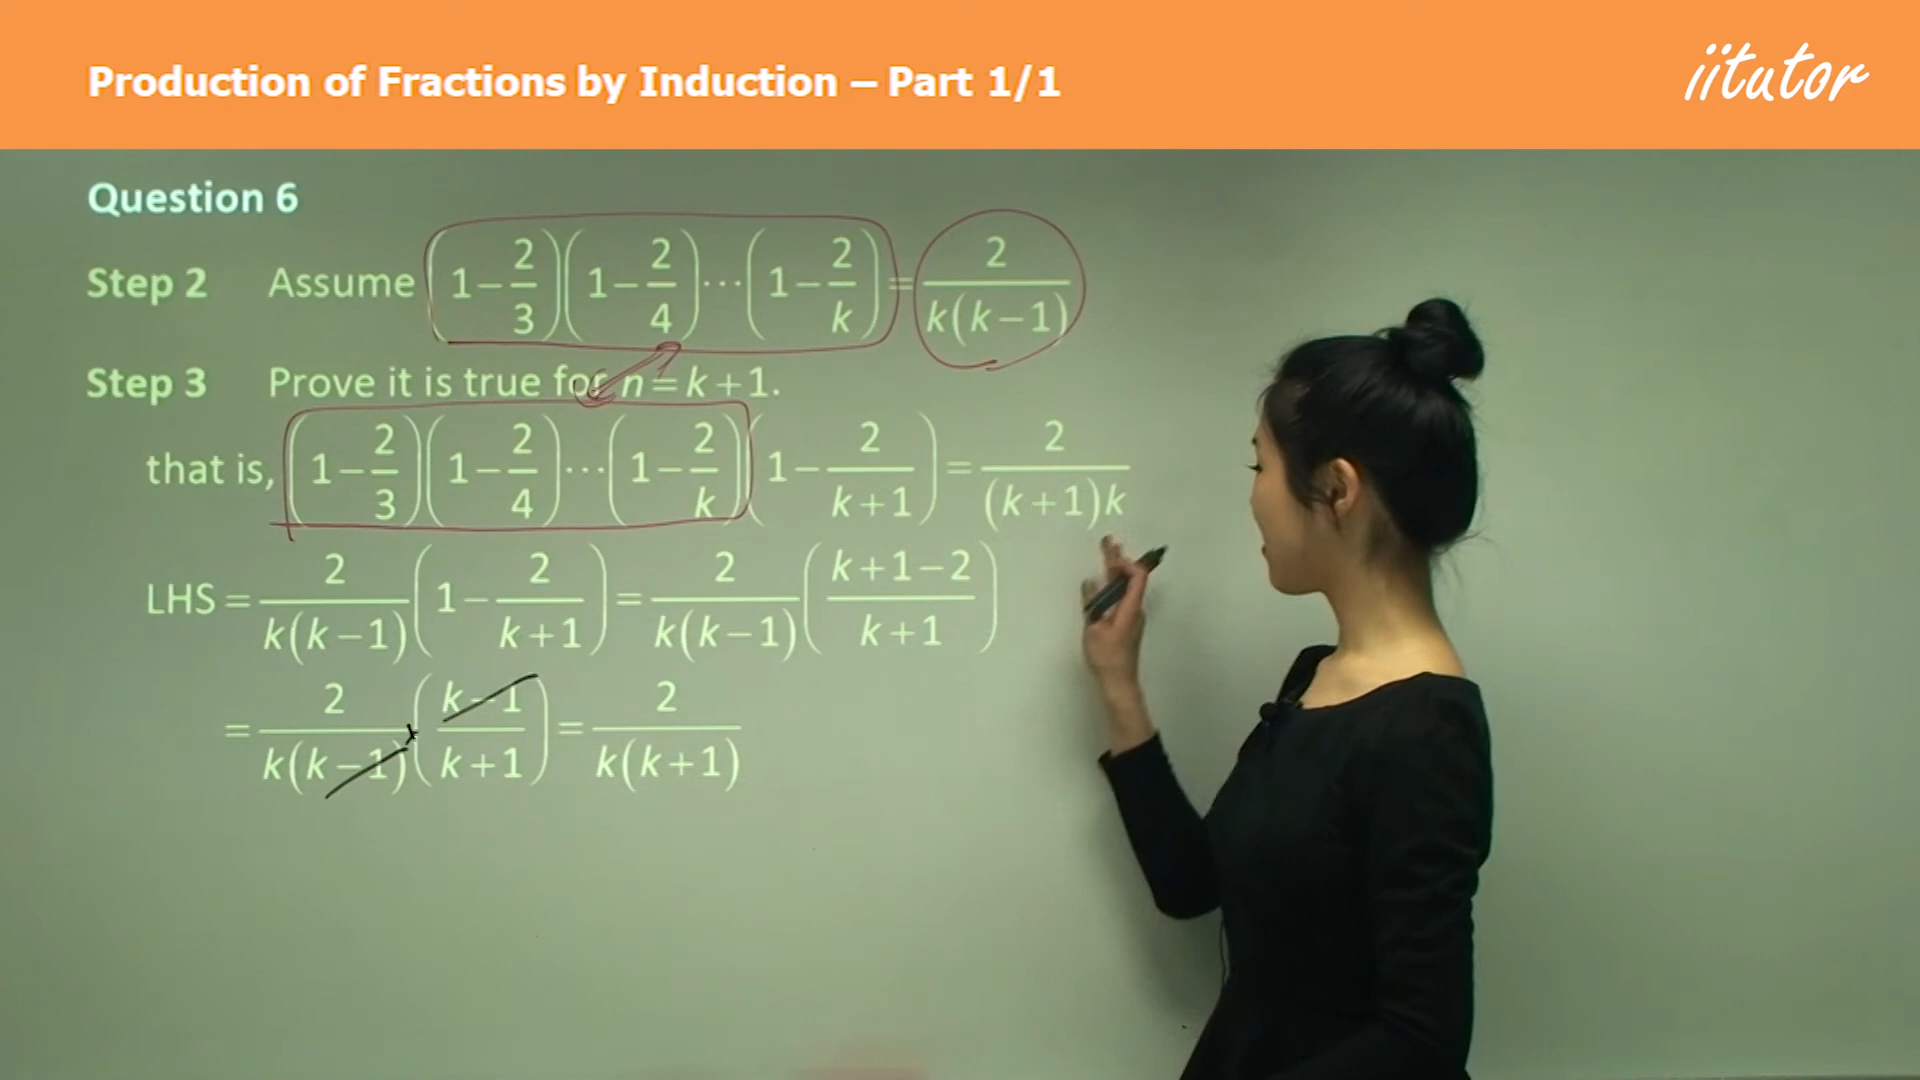 Production of Fractions by Induction – Part 1/1
iitutor
Question 6
Step 2 Assume (1−2/3)(1−2/4)⋯(1−2/k)=2/k(k−1)
Step 3 Prove it is true for n=k+1.
that is, (1−2/3)(1−2/4)⋯(1−2/k)(1−2/k+1)=2/(k+1)k
LHS=2/k(k−1)(1−2/k+1)=2/k(k−1)(k+1−2/k+1)
=2/k(k−1)×(k−1/k+1)=2/k(k+1)